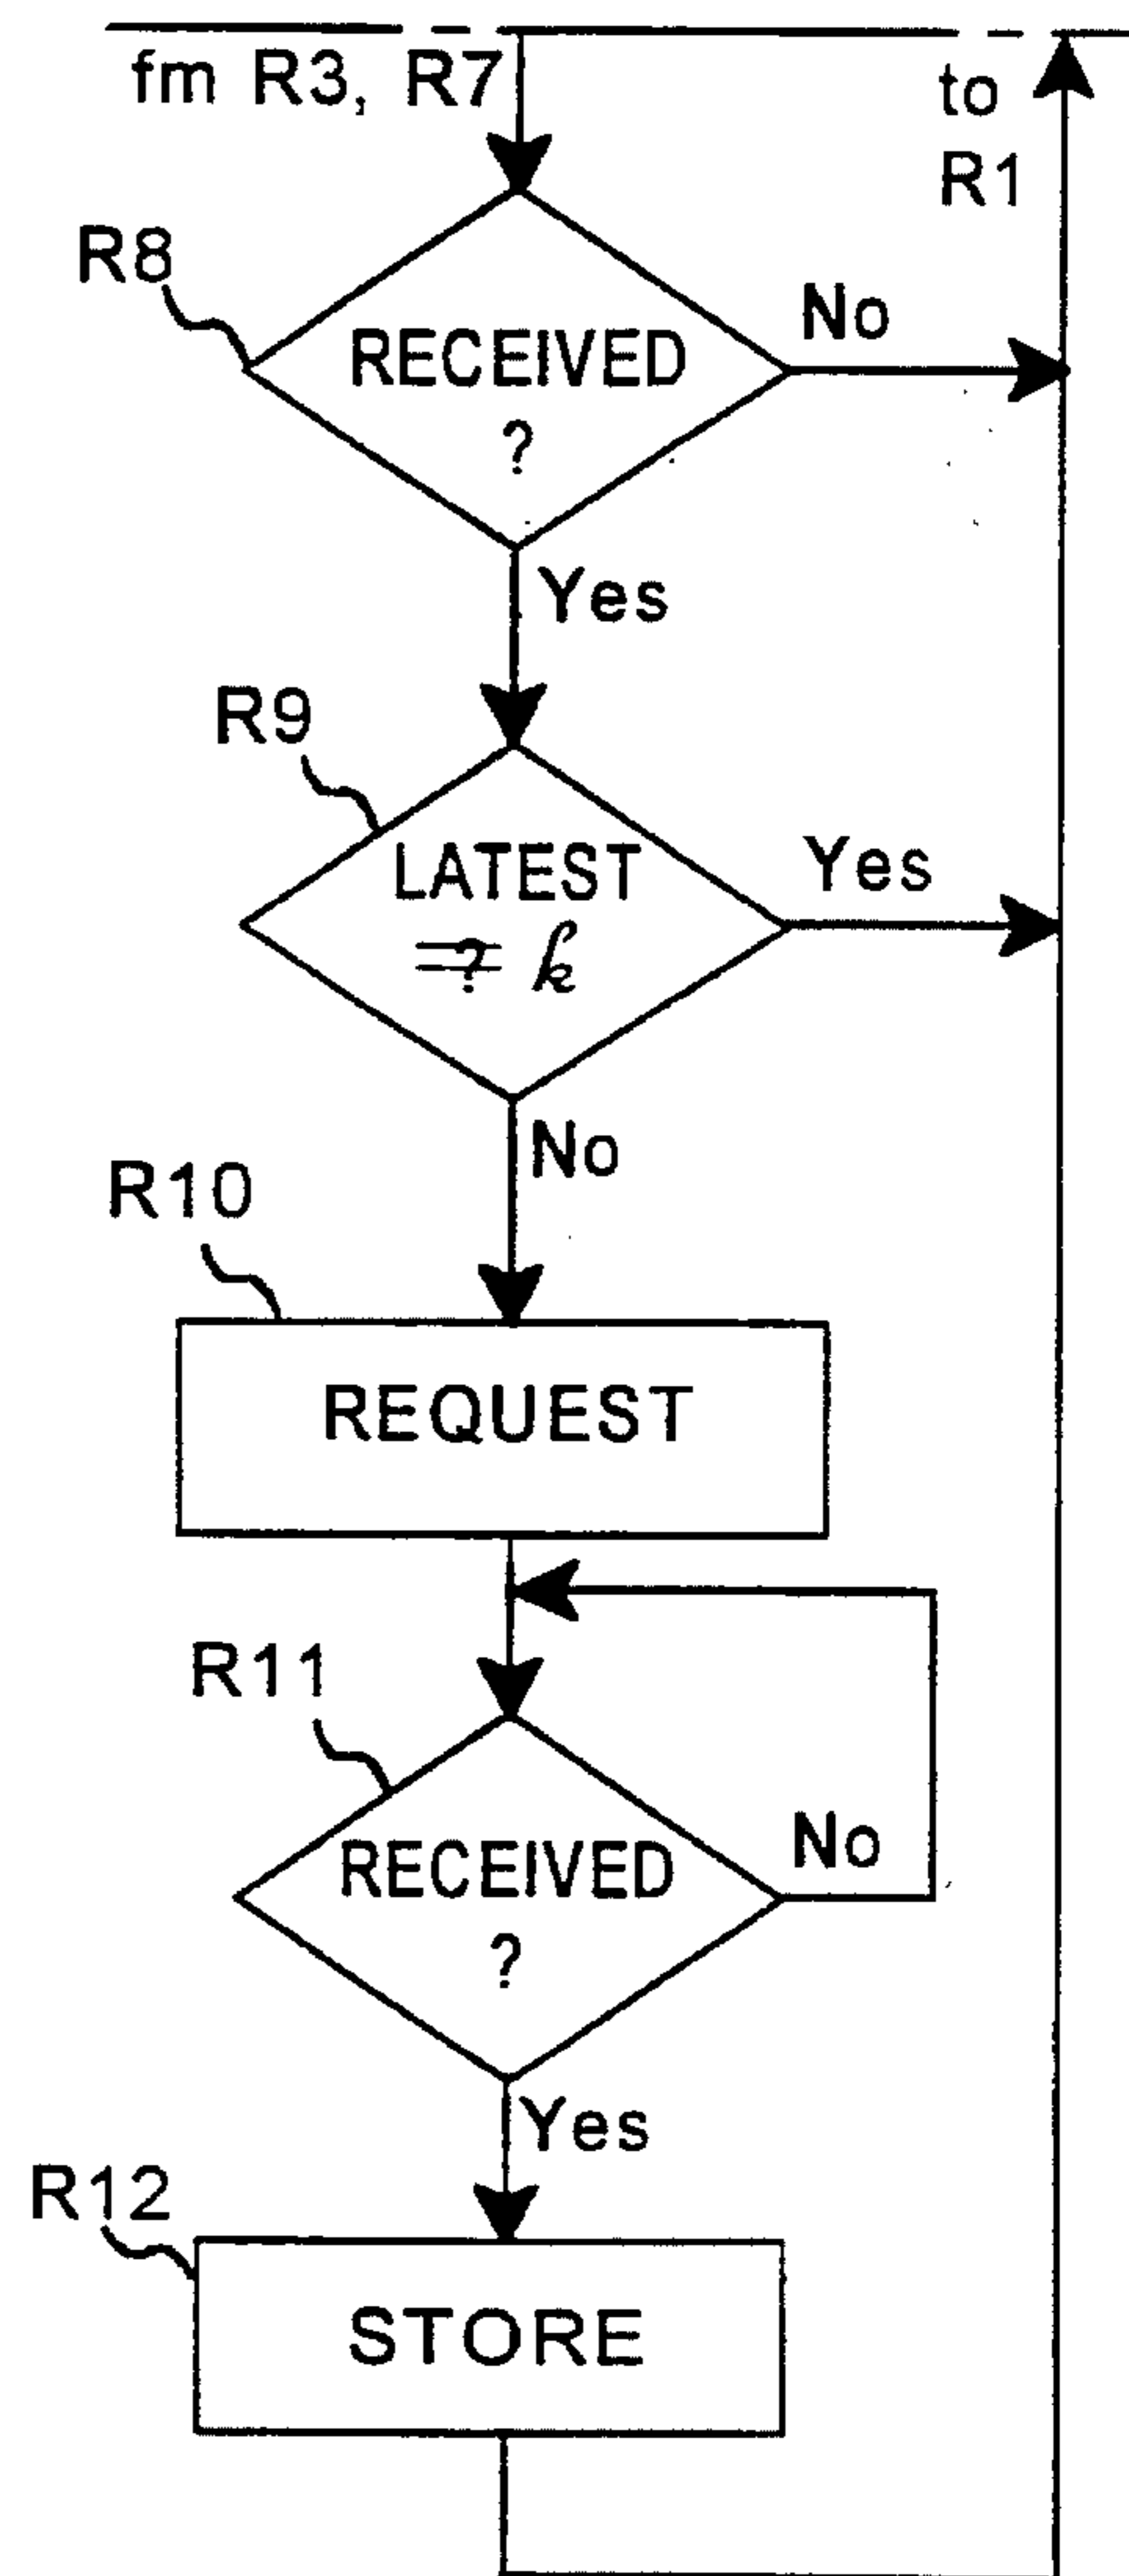 fm R3, R7
to
R1
R8
RECEIVED
?
No
Yes
R9
LATEST
=? k
Yes
No
R10
REQUEST
R11
RECEIVED
?
No
Yes
R12
STORE